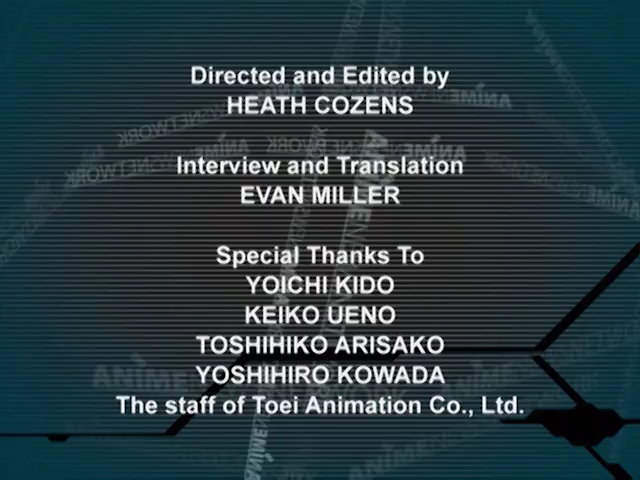 Directed and Edited by
HEATH COZENS
Interview and Translation
EVAN MILLER
Special Thanks To
YOICHI KIDO
KEIKO UENO
TOSHIHIKO ARISAKO
YOSHIHIRO KOWADA
The staff of Toei Animation Co., Ltd.